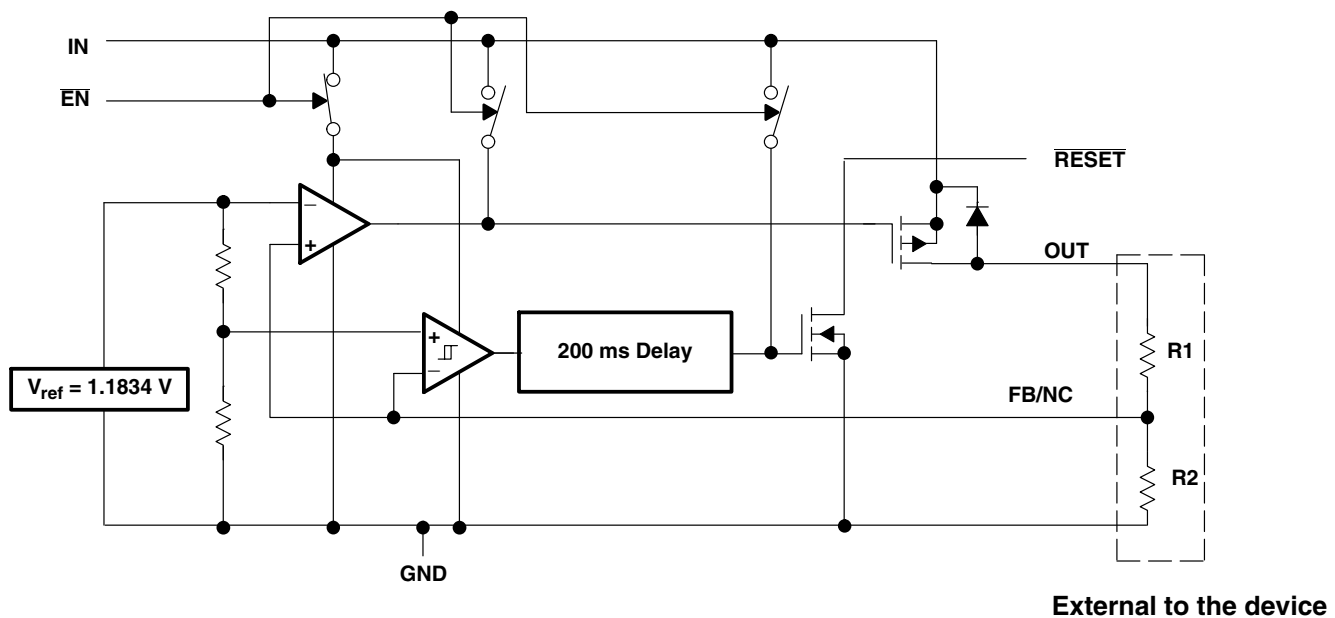 IN
EN
RESET
OUT
−
+
+
−
200 ms Delay
R1
Vref = 1.1834 V
FB/NC
R2
GND
External to the device